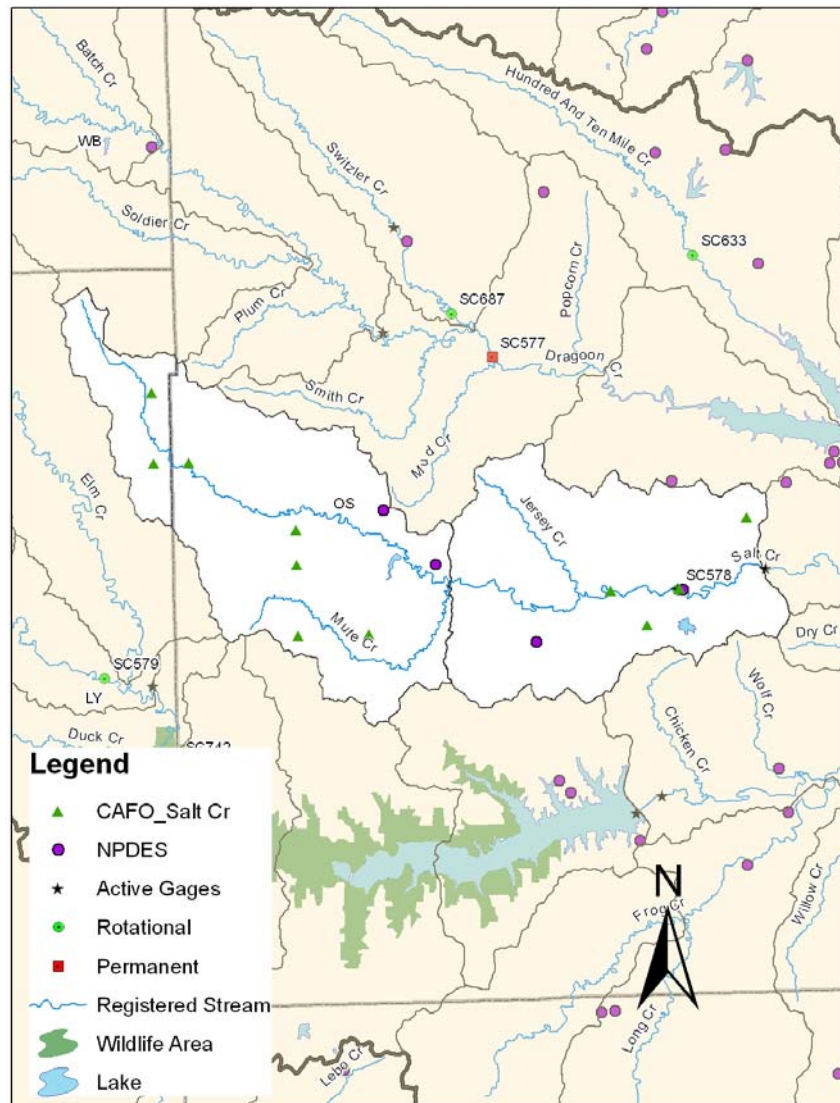 Batch Cr
Hundred And Ten Mile Cr
WB
Switzler Cr
Soldier Cr
SC633
Popcorn Cr
Plum Cr
SC687
SC577
Dragoon Cr
Smith Cr
Mud Cr
Elm Cr
OS
Jersey Cr
Salt Cr
SC578
Mute Cr
Dry Cr
SC579
LY
Wolf Cr
Chicken Cr
Duck Cr
SC742
Legend
CAFO_Salt Cr
NPDES
Active Gages
Rotational
Permanent
Registered Stream
Wildlife Area
Lake
N
Frog Cr
Willow Cr
Long Cr
Lebo Cr